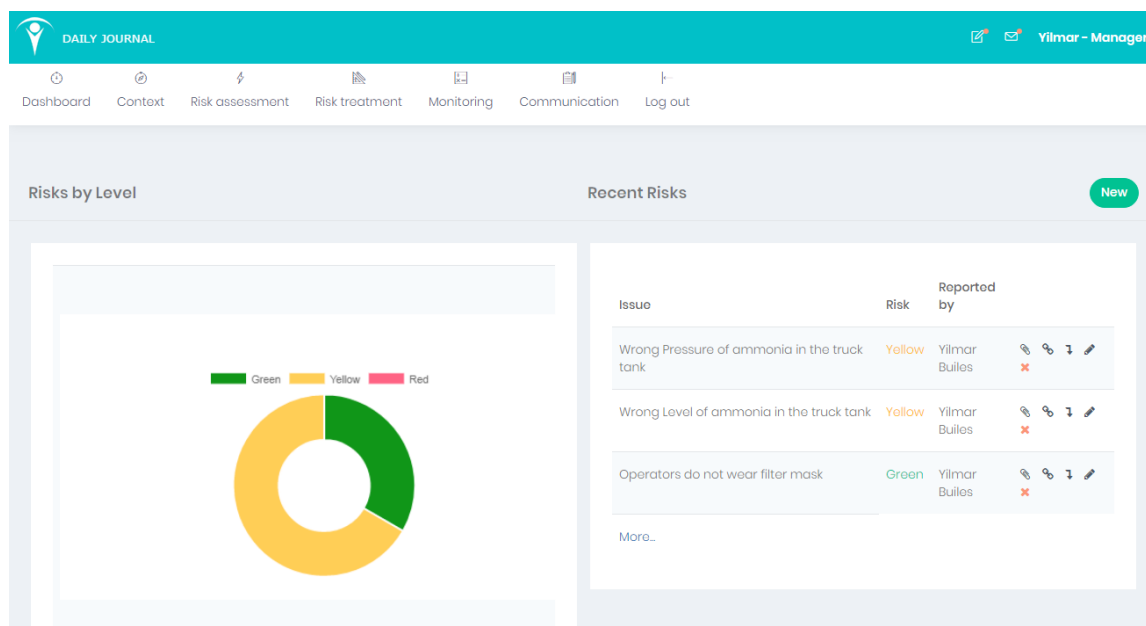 DAILY JOURNAL
Yilmar - Manager
Dashboard Context Risk assessment Risk treatment Monitoring Communication Log out
Risks by Level
Recent Risks
New
Green Yellow Red
Issue Risk Reported by
Wrong Pressure of ammonia in the truck tank Yellow Yilmar Builes
Wrong Level of ammonia in the truck tank Yellow Yilmar Builes
Operators do not wear filter mask Green Yilmar Builes
More...